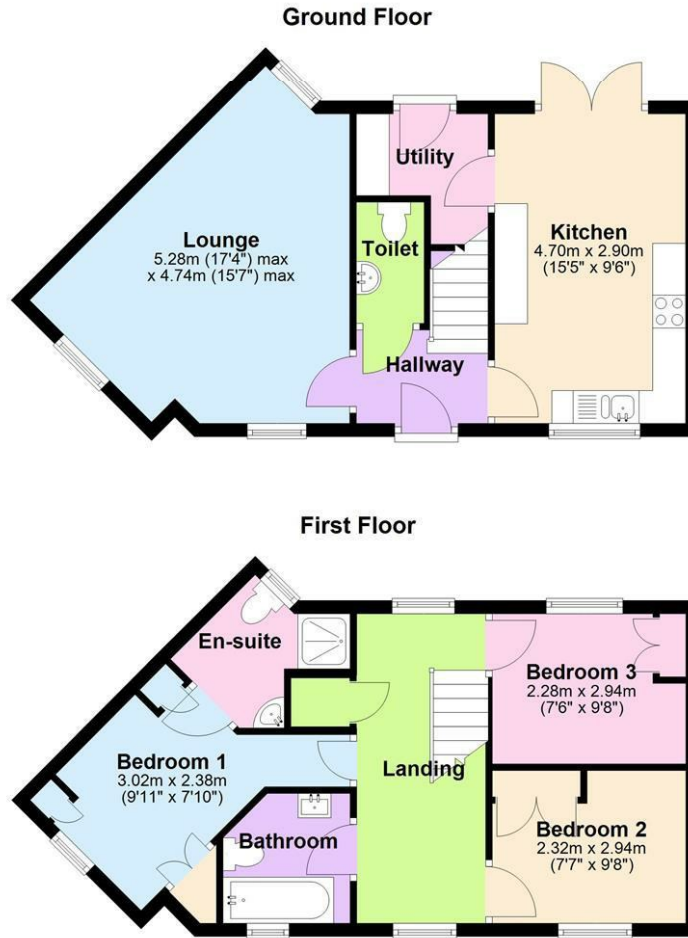 Ground Floor
Utility
Lounge
5.28m (17'4") max
x 4.74m (15'7") max
Toilet
Kitchen
4.70m x 2.90m
(15'5" x 9'6")
Hallway
First Floor
En-suite
Bedroom 3
2.28m x 2.94m
(7'6" x 9'8")
Bedroom 1
3.02m x 2.38m
(9'11" x 7'10")
Landing
Bathroom
Bedroom 2
2.32m x 2.94m
(7'7" x 9'8")